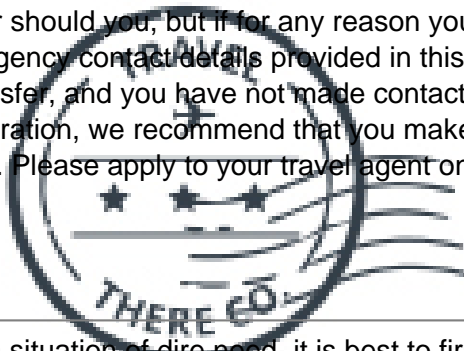 r should you, but if for any reason you
gency contact details provided in this
TRAVEL
sfer, and you have not made contact
ration, we recommend that you make
. Please apply to your travel agent or
THERE CO.
situation of dire need, it is best to fir